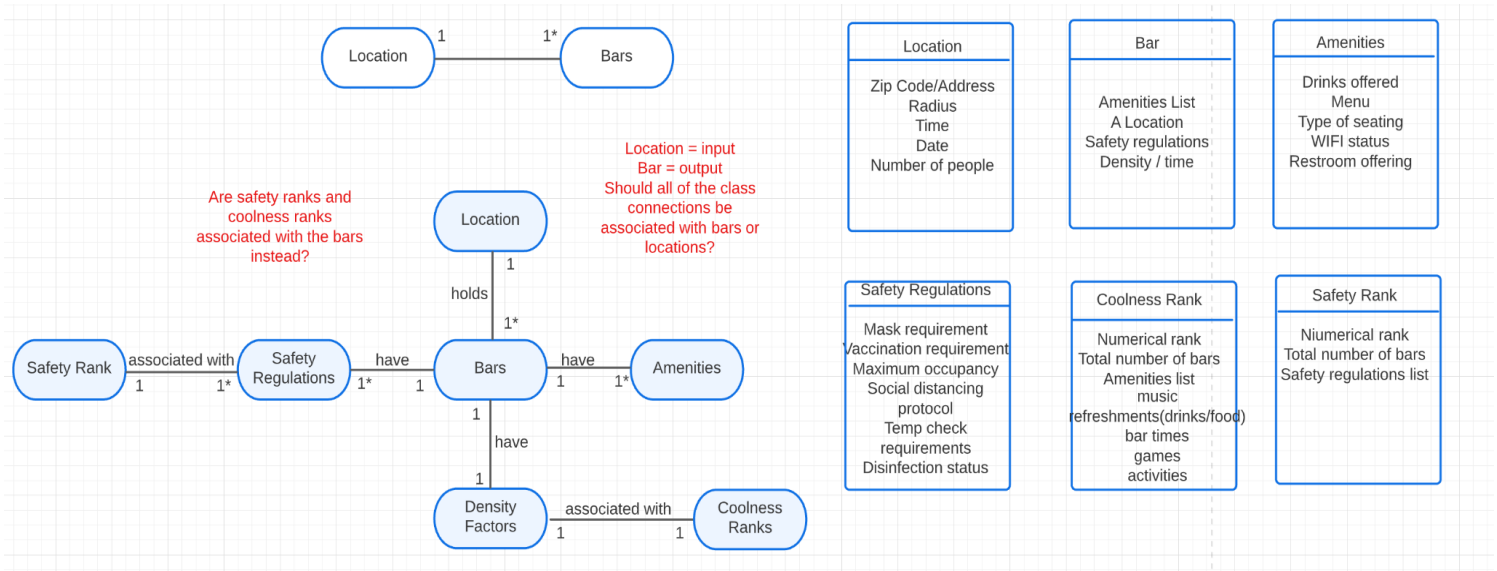 Location
1
1*
Bars
Location = input
Bar = output
Should all of the class
connections be
associated with bars or
locations?
Are safety ranks and
coolness ranks
associated with the bars
instead?
Location
1
holds
1*
Safety Rank
associated with
1
1*
Safety
Regulations
have
1*
1
Bars
have
1
1*
Amenities
1
have
1
Density
Factors
associated with
1
1
Coolness
Ranks
Location
Zip Code/Address
Radius
Time
Date
Number of people
Bar
Amenities List
A Location
Safety regulations
Density / time
Amenities
Drinks offered
Menu
Type of seating
WIFI status
Restroom offering
Safety Regulations
Mask requirement
Vaccination requirement
Maximum occupancy
Social distancing
protocol
Temp check
requirements
Disinfection status
Coolness Rank
Numerical rank
Total number of bars
Amenities list
music
refreshments(drinks/food)
bar times
games
activities
Safety Rank
Niumerical rank
Total number of bars
Safety regulations list